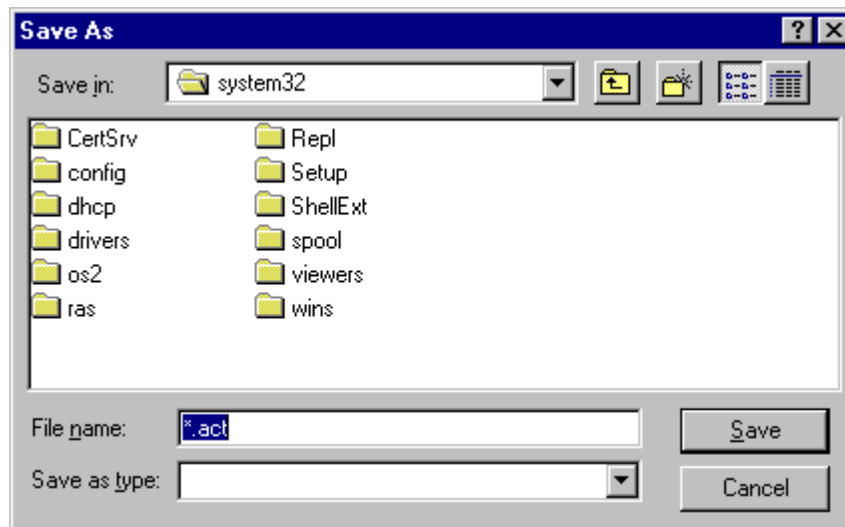 Save As
Save in: system32
CertSrv Repl
config Setup
dhcp ShellExt
drivers spool
os2 viewers
ras wins
File name: *.act Save
Save as type: Cancel